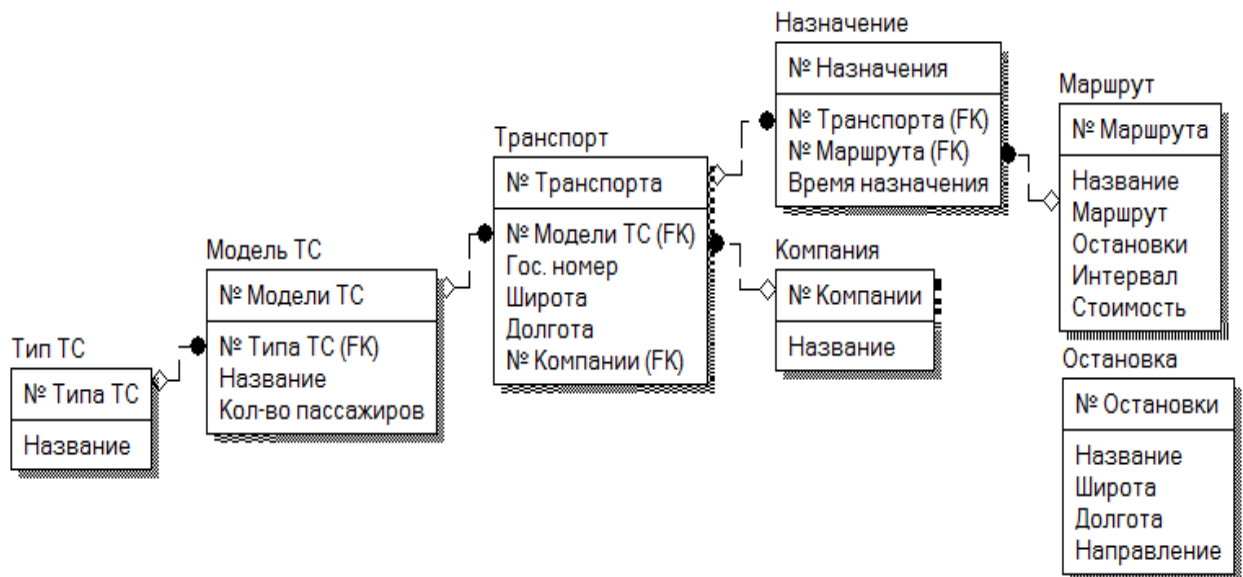 Назначение
№ Назначения
№ Транспорта (FK)
№ Маршрута (FK)
Время назначения
Маршрут
№ Маршрута
Название
Маршрут
Остановки
Интервал
Стоимость
Транспорт
№ Транспорта
№ Модели ТС (FK)
Гос. номер
Широта
Долгота
№ Компании (FK)
Компания
№ Компании
Название
Модель ТС
№ Модели ТС
№ Типа ТС (FK)
Название
Кол-во пассажиров
Тип ТС
№ Типа ТС
Название
Остановка
№ Остановки
Название
Широта
Долгота
Направление